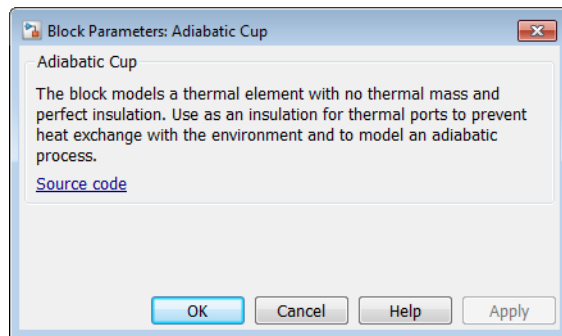 Block Parameters: Adiabatic Cup
Adiabatic Cup
The block models a thermal element with no thermal mass and
perfect insulation. Use as an insulation for thermal ports to prevent
heat exchange with the environment and to model an adiabatic
process.
Source code
OK Cancel Help Apply